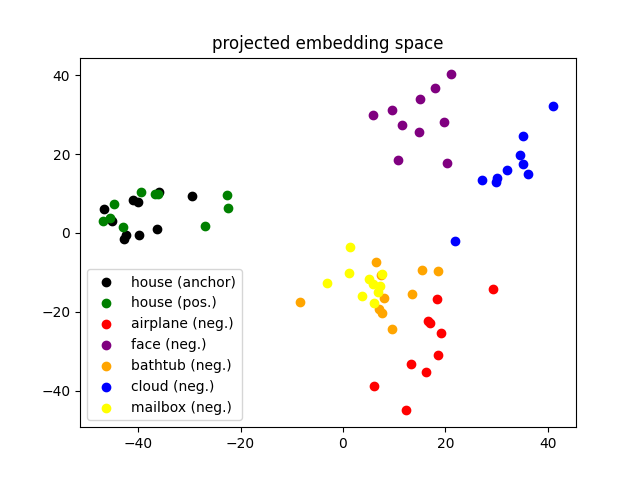 projected embedding space
40
20
0
−20
−40
house (anchor)
house (pos.)
airplane (neg.)
face (neg.)
bathtub (neg.)
cloud (neg.)
mailbox (neg.)
−40 −20 0 20 40